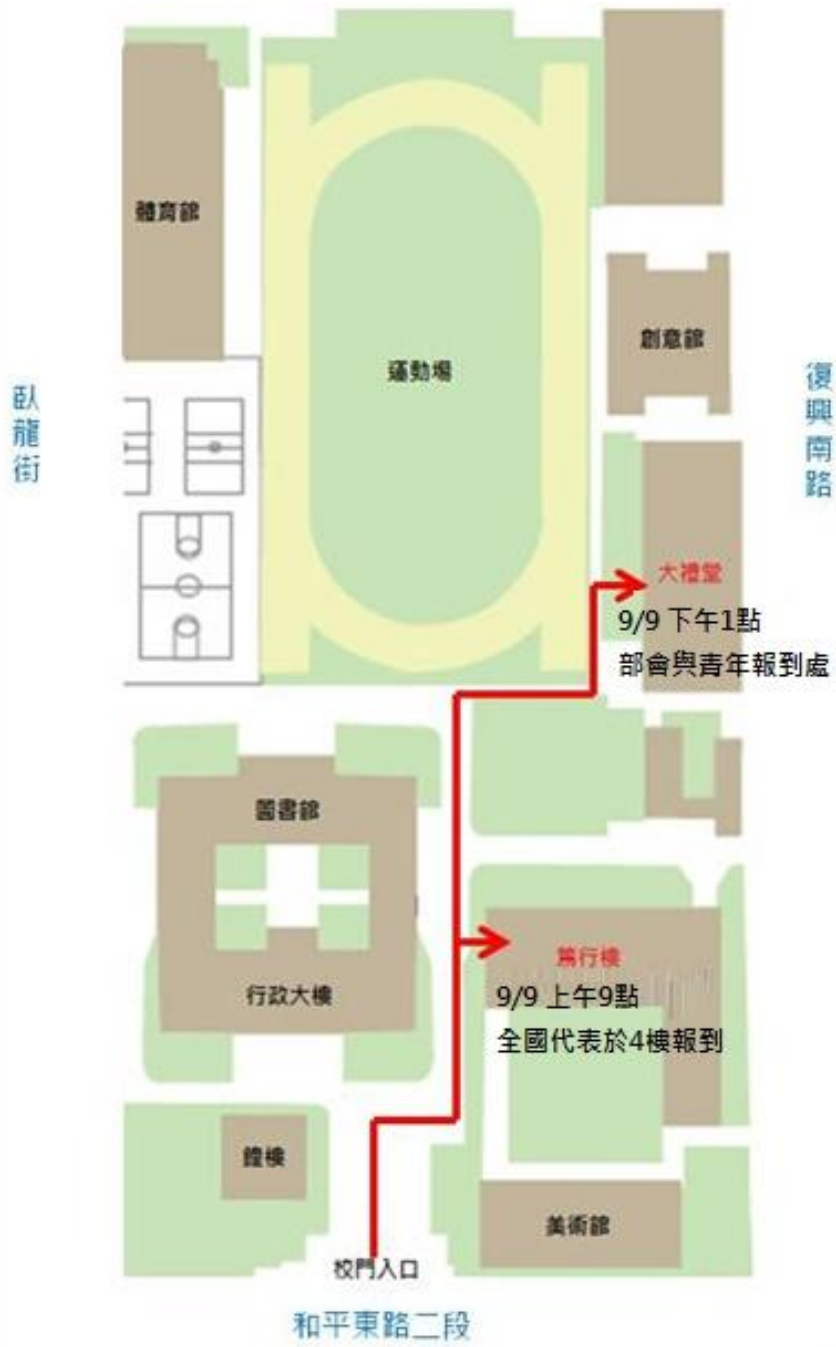 體育館
創意館
運動場
臥龍街
復興南路
大禮堂
9/9 下午1點
部會與青年報到處
圖書館
篤行樓
行政大樓
9/9 上午9點
全國代表於4樓報到
鐘樓
美術館
校門入口
和平東路二段